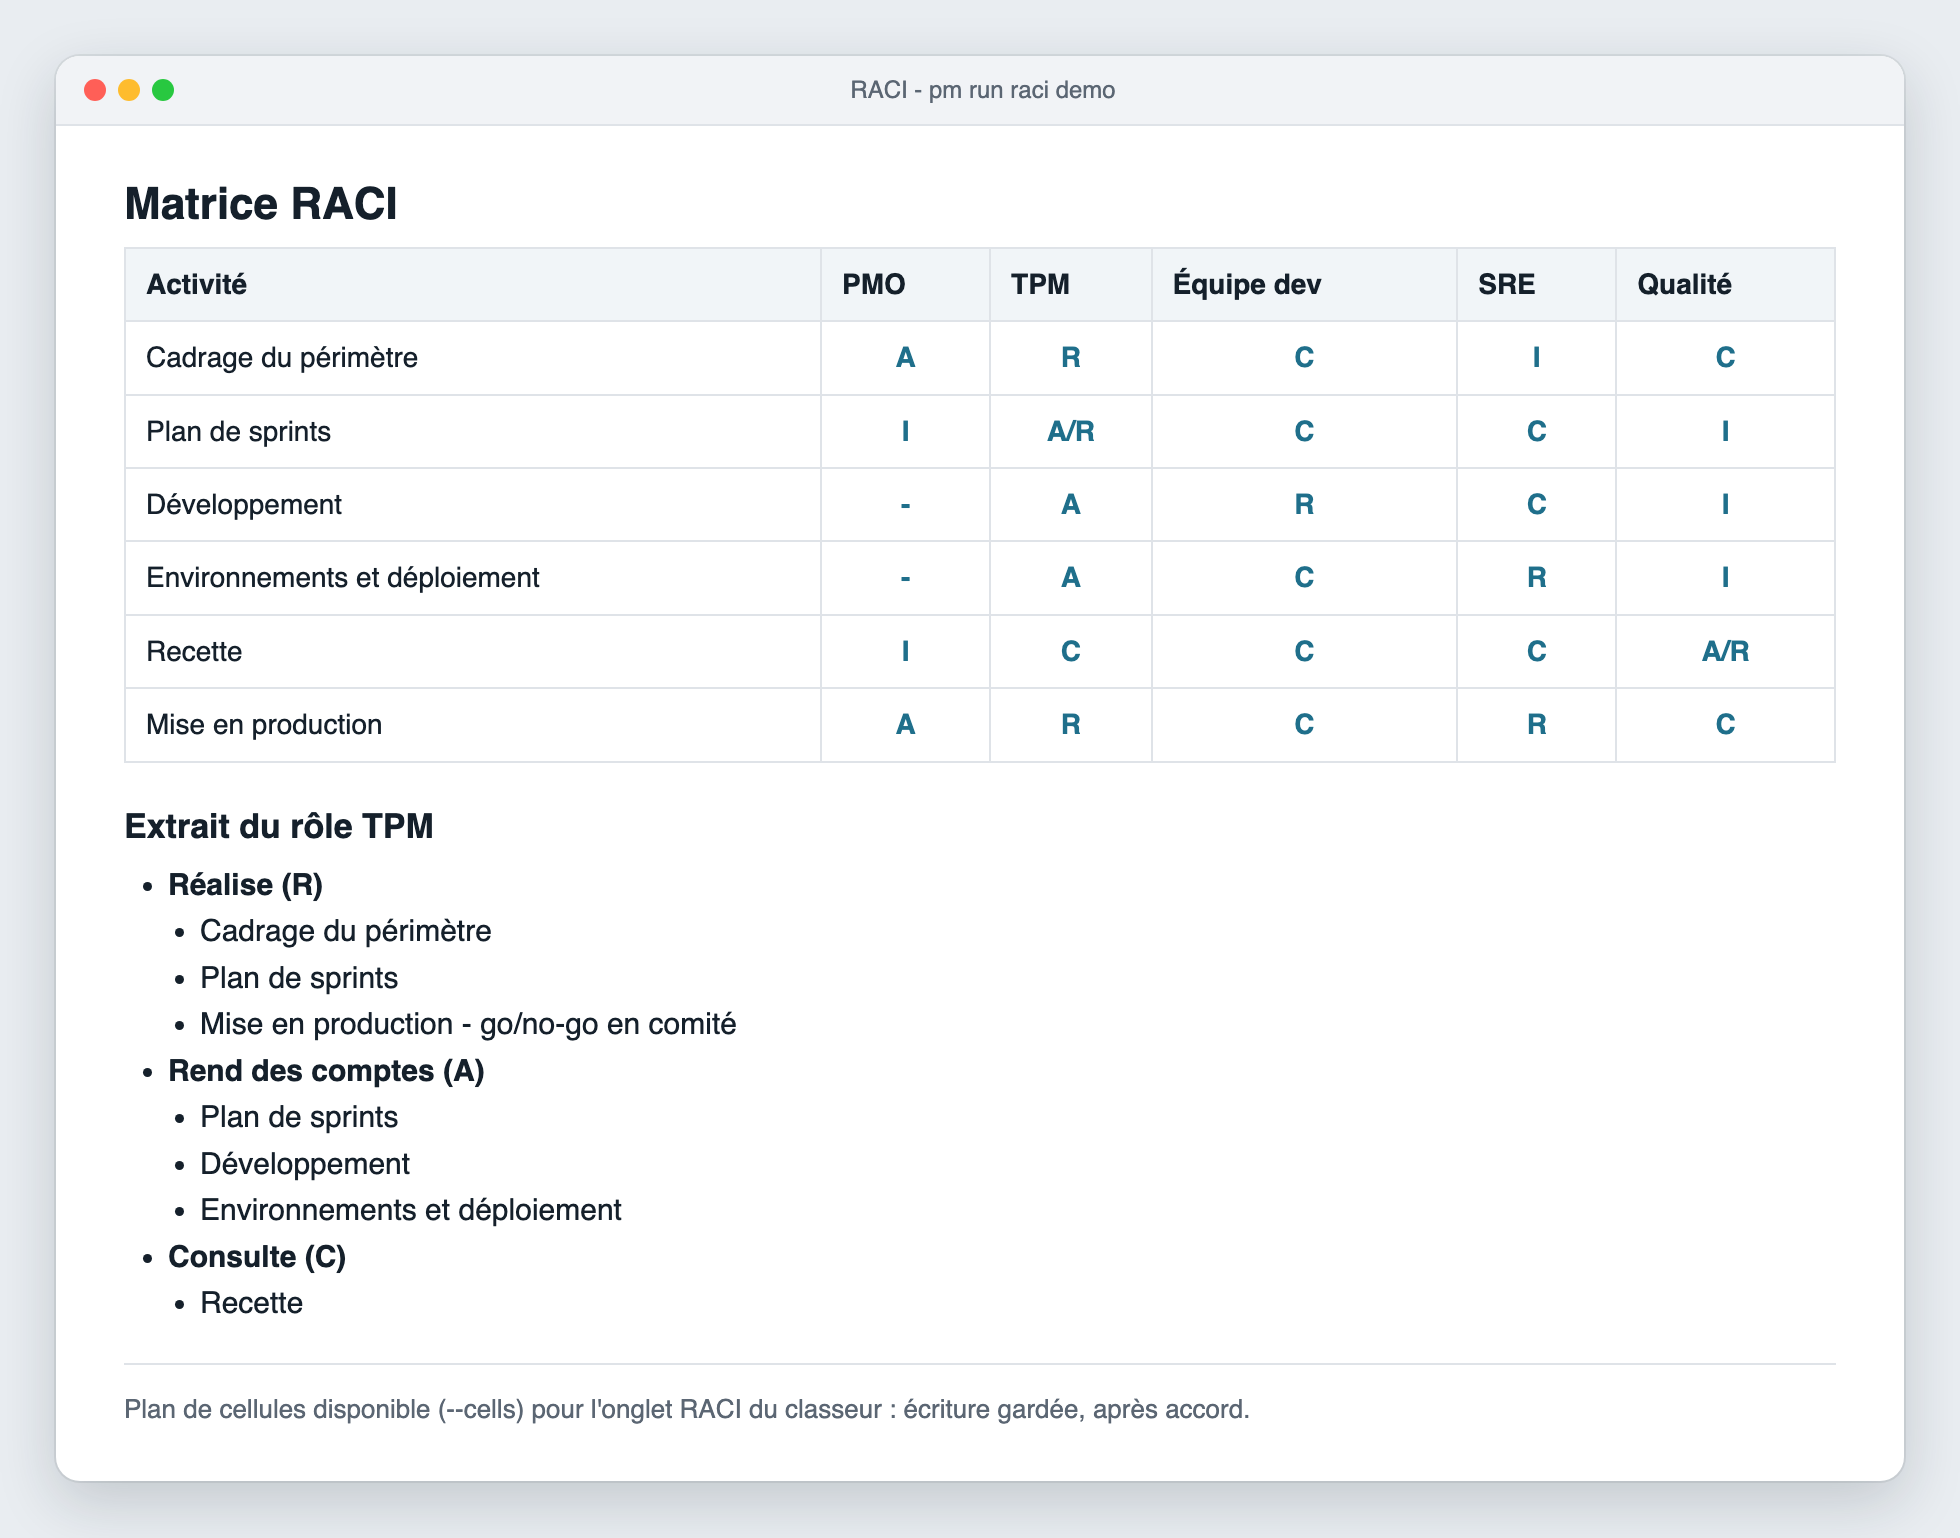 RACI - pm run raci demo
Matrice RACI
Activité PMO TPM Équipe dev SRE Qualité
Cadrage du périmètre A R C I C
Plan de sprints I A/R C C I
Développement - A R C I
Environnements et déploiement - A C R I
Recette I C C C A/R
Mise en production A R C R C
Extrait du rôle TPM
• Réalise (R)
• Cadrage du périmètre
• Plan de sprints
• Mise en production - go/no-go en comité
• Rend des comptes (A)
• Plan de sprints
• Développement
• Environnements et déploiement
• Consulte (C)
• Recette
Plan de cellules disponible (--cells) pour l'onglet RACI du classeur : écriture gardée, après accord.